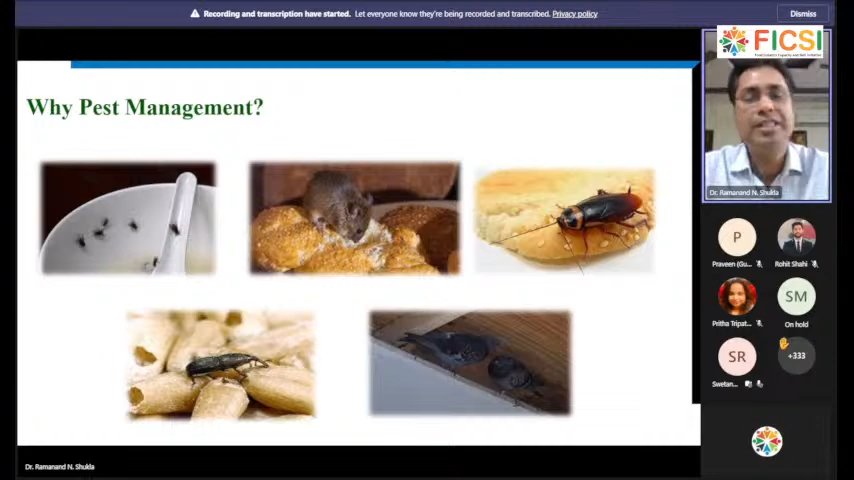 Recording and transcription have started. Let everyone know they're being recorded and transcribed. Privacy policy
Dismiss
FICSI
Why Pest Management?
Dr. Ramanand N. Shukla
P
Praveen (Gu...
Rohit Shahi
Pritha Tripat...
SM
On hold
SR
Swetan...
+333
Dr. Ramanand N. Shukla